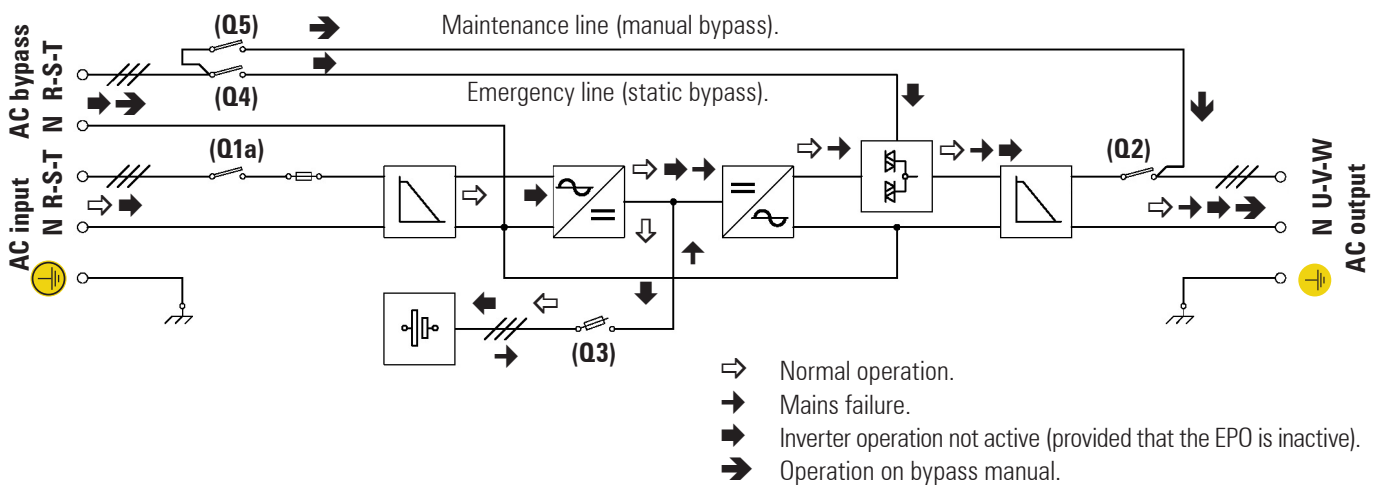 (Q5)
Maintenance line (manual bypass).
AC bypass
N R-S-T
(Q4)
Emergency line (static bypass).
(Q1a)
(Q2)
AC input
N R-S-T
N U-V-W
AC output
(Q3)
Normal operation.
Mains failure.
Inverter operation not active (provided that the EPO is inactive).
Operation on bypass manual.